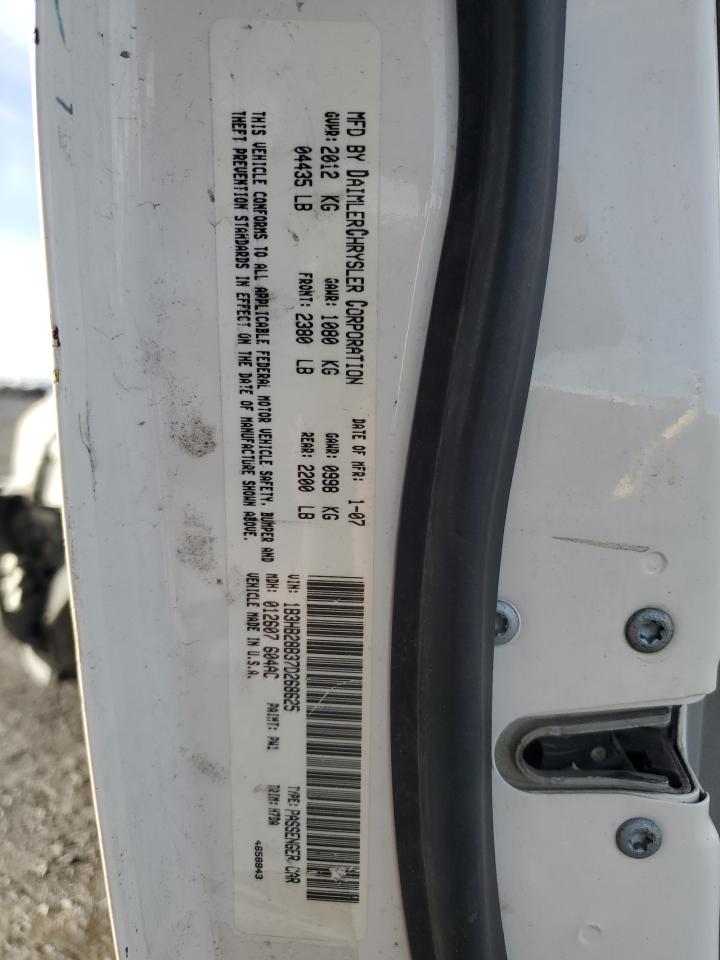 MFD BY DAIMLERCHRYSLER CORPORATION DATE OF MFR: 1-07
GVWR: 2012 KG GAWR: 1080 KG GAWR: 0998 KG
04435 LB FRONT: 2380 LB REAR: 2200 LB
THIS VEHICLE CONFORMS TO ALL APPLICABLE FEDERAL MOTOR VEHICLE SAFETY, BUMPER AND
THEFT PREVENTION STANDARDS IN EFFECT ON THE DATE OF MANUFACTURE SHOWN ABOVE.
VIN: 1B3HB28B37D268625 TYPE: PASSENGER CAR
MDH: 012607 604AC PAINT: PW1 TRIM: M7DA
VEHICLE MADE IN U.S.A. 4658843